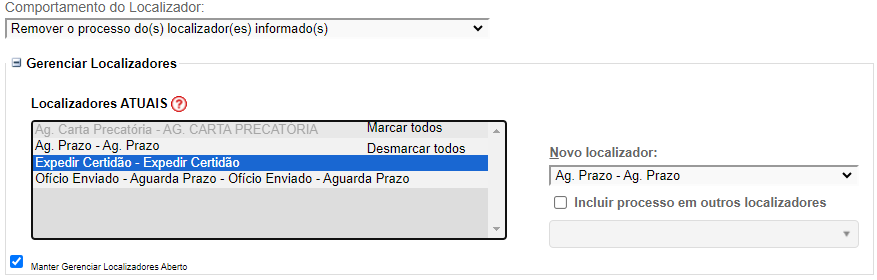 Comportamento do Localizador:
Remover o processo do(s) localizador(es) informado(s)
Gerenciar Localizadores
Localizadores ATUAIS ?
Ag. Carta Precatória - AG. CARTA PRECATÓRIA
Marcar todos
Ag. Prazo - Ag. Prazo
Desmarcar todos
Expedir Certidão - Expedir Certidão
Ofício Enviado - Aguarda Prazo - Ofício Enviado - Aguarda Prazo
Novo localizador:
Ag. Prazo - Ag. Prazo
Incluir processo em outros localizadores
Manter Gerenciar Localizadores Aberto